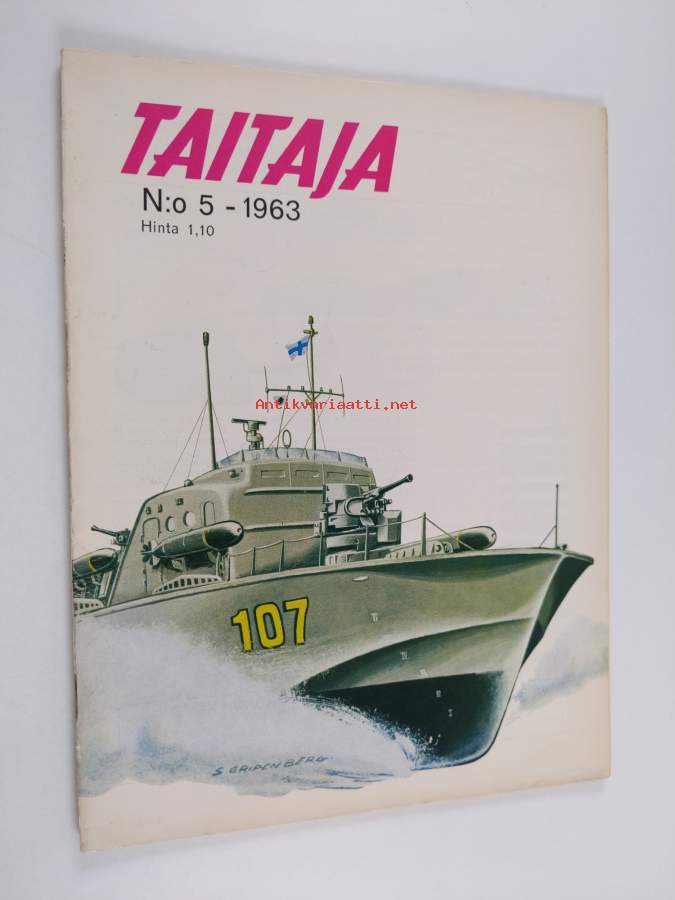 TAITAJA
N:o 5 - 1963
Hinta 1,10
Antikvariaatti.net
107
S. GRIPENBERG